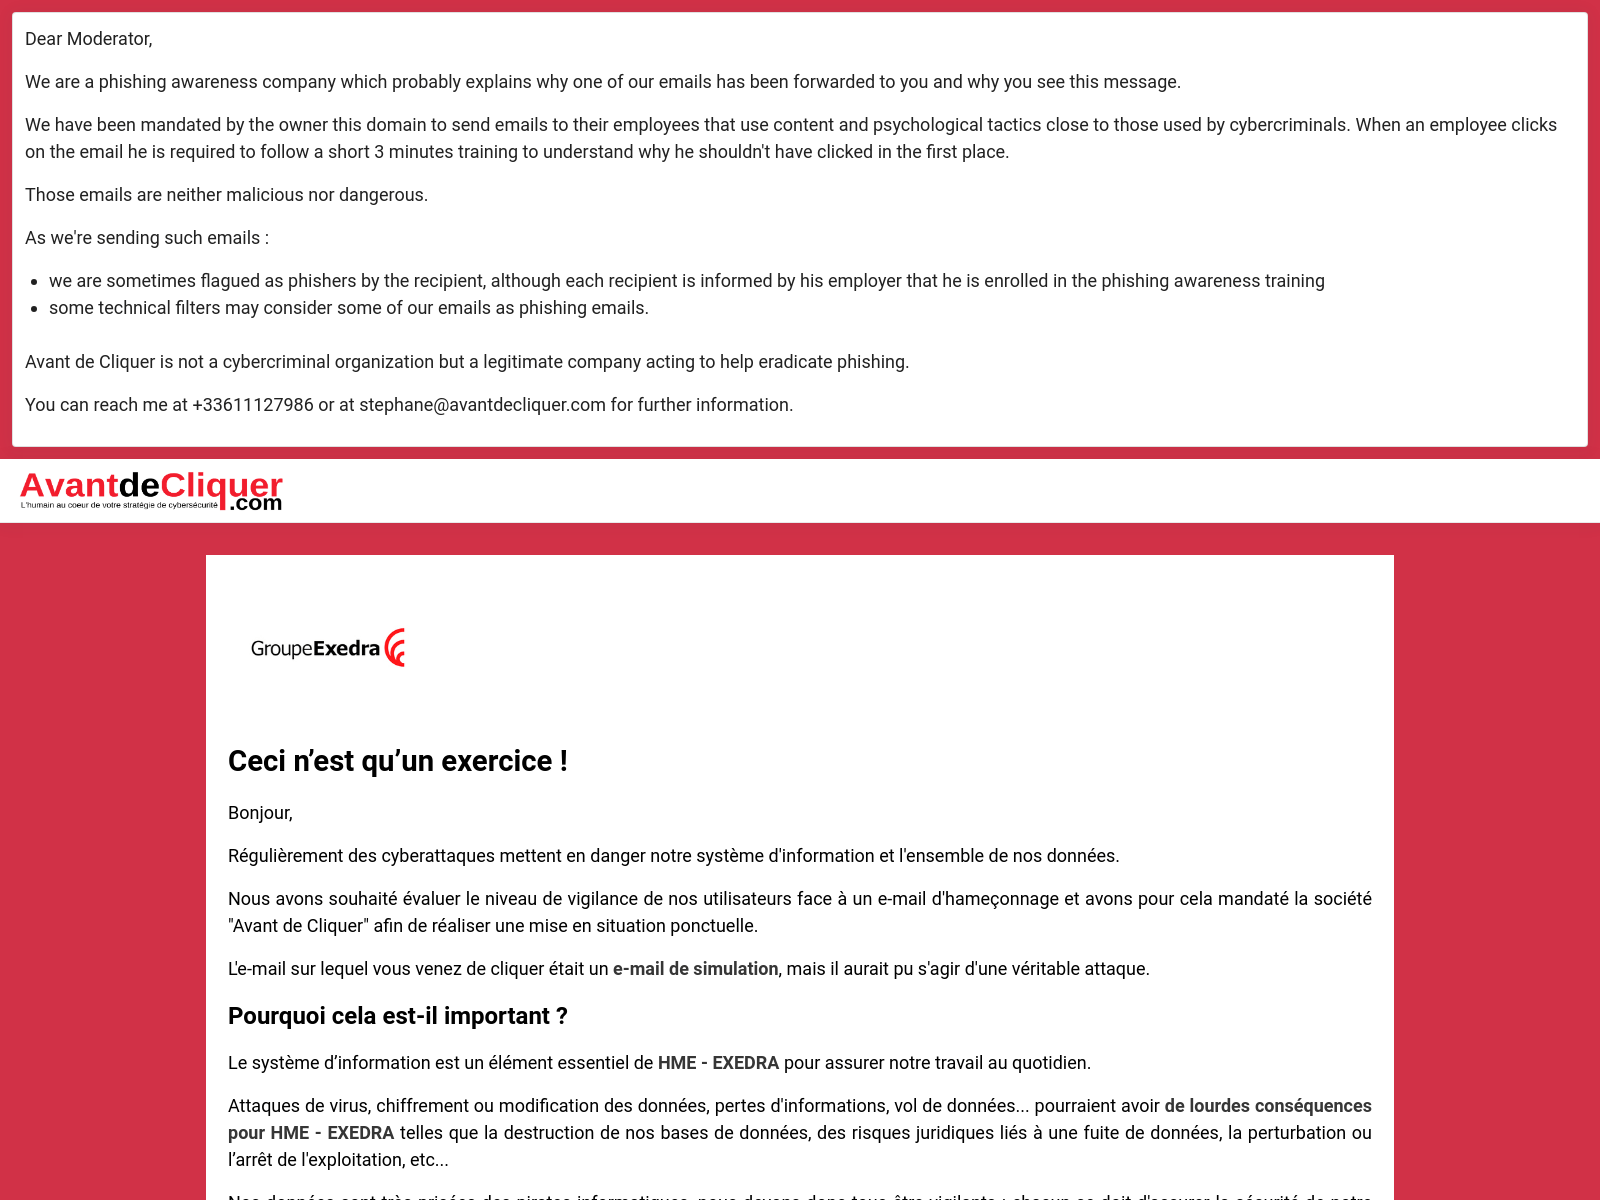 Dear Moderator,
We are a phishing awareness company which probably explains why one of our emails has been forwarded to you and why you see this message.
We have been mandated by the owner this domain to send emails to their employees that use content and psychological tactics close to those used by cybercriminals. When an employee clicks
on the email he is required to follow a short 3 minutes training to understand why he shouldn't have clicked in the first place.
Those emails are neither malicious nor dangerous.
As we're sending such emails :
• we are sometimes flagued as phishers by the recipient, although each recipient is informed by his employer that he is enrolled in the phishing awareness training
• some technical filters may consider some of our emails as phishing emails.
Avant de Cliquer is not a cybercriminal organization but a legitimate company acting to help eradicate phishing.
You can reach me at +33611127986 or at stephane@avantdecliquer.com for further information.
AvantdeCliquer
L'humain au coeur de votre stratégie de cybersécurité .com
GroupeExedra
Ceci n’est qu’un exercice !
Bonjour,
Régulièrement des cyberattaques mettent en danger notre système d'information et l'ensemble de nos données.
Nous avons souhaité évaluer le niveau de vigilance de nos utilisateurs face à un e-mail d'hameçonnage et avons pour cela mandaté la société
"Avant de Cliquer" afin de réaliser une mise en situation ponctuelle.
L'e-mail sur lequel vous venez de cliquer était un e-mail de simulation, mais il aurait pu s'agir d'une véritable attaque.
Pourquoi cela est-il important ?
Le système d’information est un élément essentiel de HME - EXEDRA pour assurer notre travail au quotidien.
Attaques de virus, chiffrement ou modification des données, pertes d'informations, vol de données... pourraient avoir de lourdes conséquences
pour HME - EXEDRA telles que la destruction de nos bases de données, des risques juridiques liés à une fuite de données, la perturbation ou
l’arrêt de l'exploitation, etc...